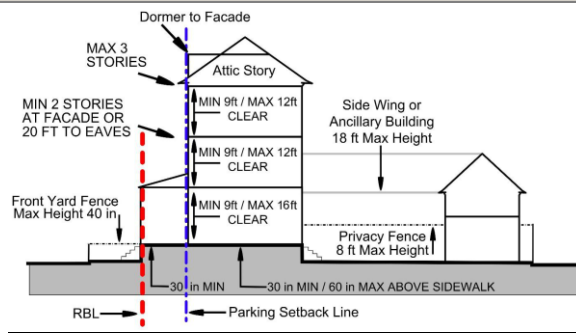 Dormer to Facade
MAX 3
STORIES
Attic Story
MIN 2 STORIES
AT FACADE OR
20 FT TO EAVES
MIN 9ft / MAX 12ft
CLEAR
Side Wing or
Ancillary Building
18 ft Max Height
MIN 9ft / MAX 12ft
CLEAR
Front Yard Fence
Max Height 40 in
MIN 9ft / MAX 16ft
CLEAR
Privacy Fence
8 ft Max Height
30 in MIN
30 in MIN / 60 in MAX ABOVE SIDEWALK
RBL
Parking Setback Line